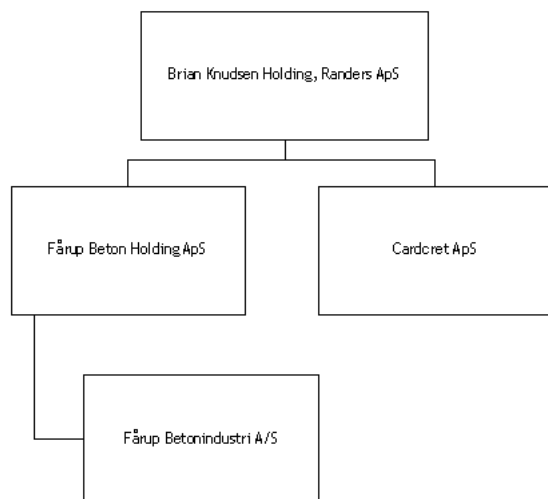 Brian Knudsen Holding, Randers ApS
Fårup Beton Holding ApS
Cardcret ApS
Fårup Betonindustri A/S